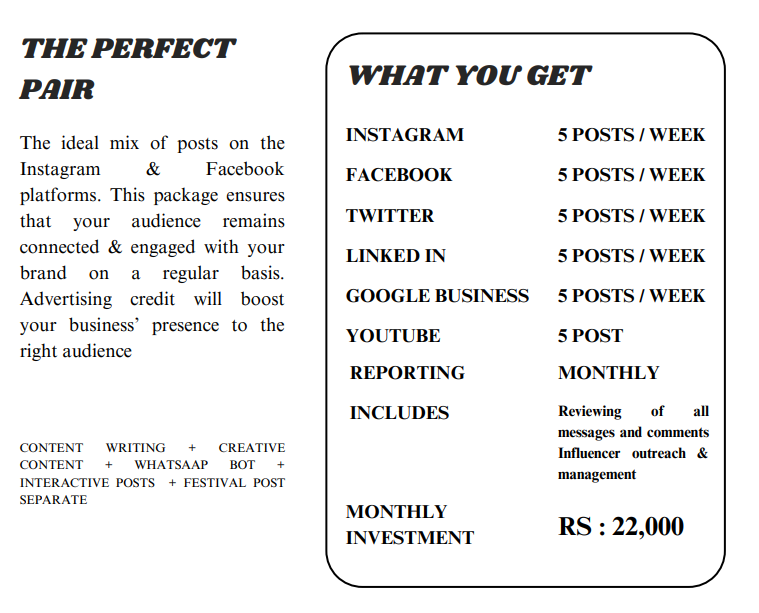 THE PERFECT
PAIR
The ideal mix of posts on the
Instagram & Facebook
platforms. This package ensures
that your audience remains
connected & engaged with your
brand on a regular basis.
Advertising credit will boost
your business’ presence to the
right audience
CONTENT WRITING + CREATIVE
CONTENT + WHATSAAP BOT +
INTERACTIVE POSTS + FESTIVAL POST
SEPARATE
WHAT YOU GET
INSTAGRAM 5 POSTS / WEEK
FACEBOOK 5 POSTS / WEEK
TWITTER 5 POSTS / WEEK
LINKED IN 5 POSTS / WEEK
GOOGLE BUSINESS 5 POSTS / WEEK
YOUTUBE 5 POST
REPORTING MONTHLY
INCLUDES Reviewing of all
messages and comments
Influencer outreach &
management
MONTHLY
INVESTMENT RS : 22,000